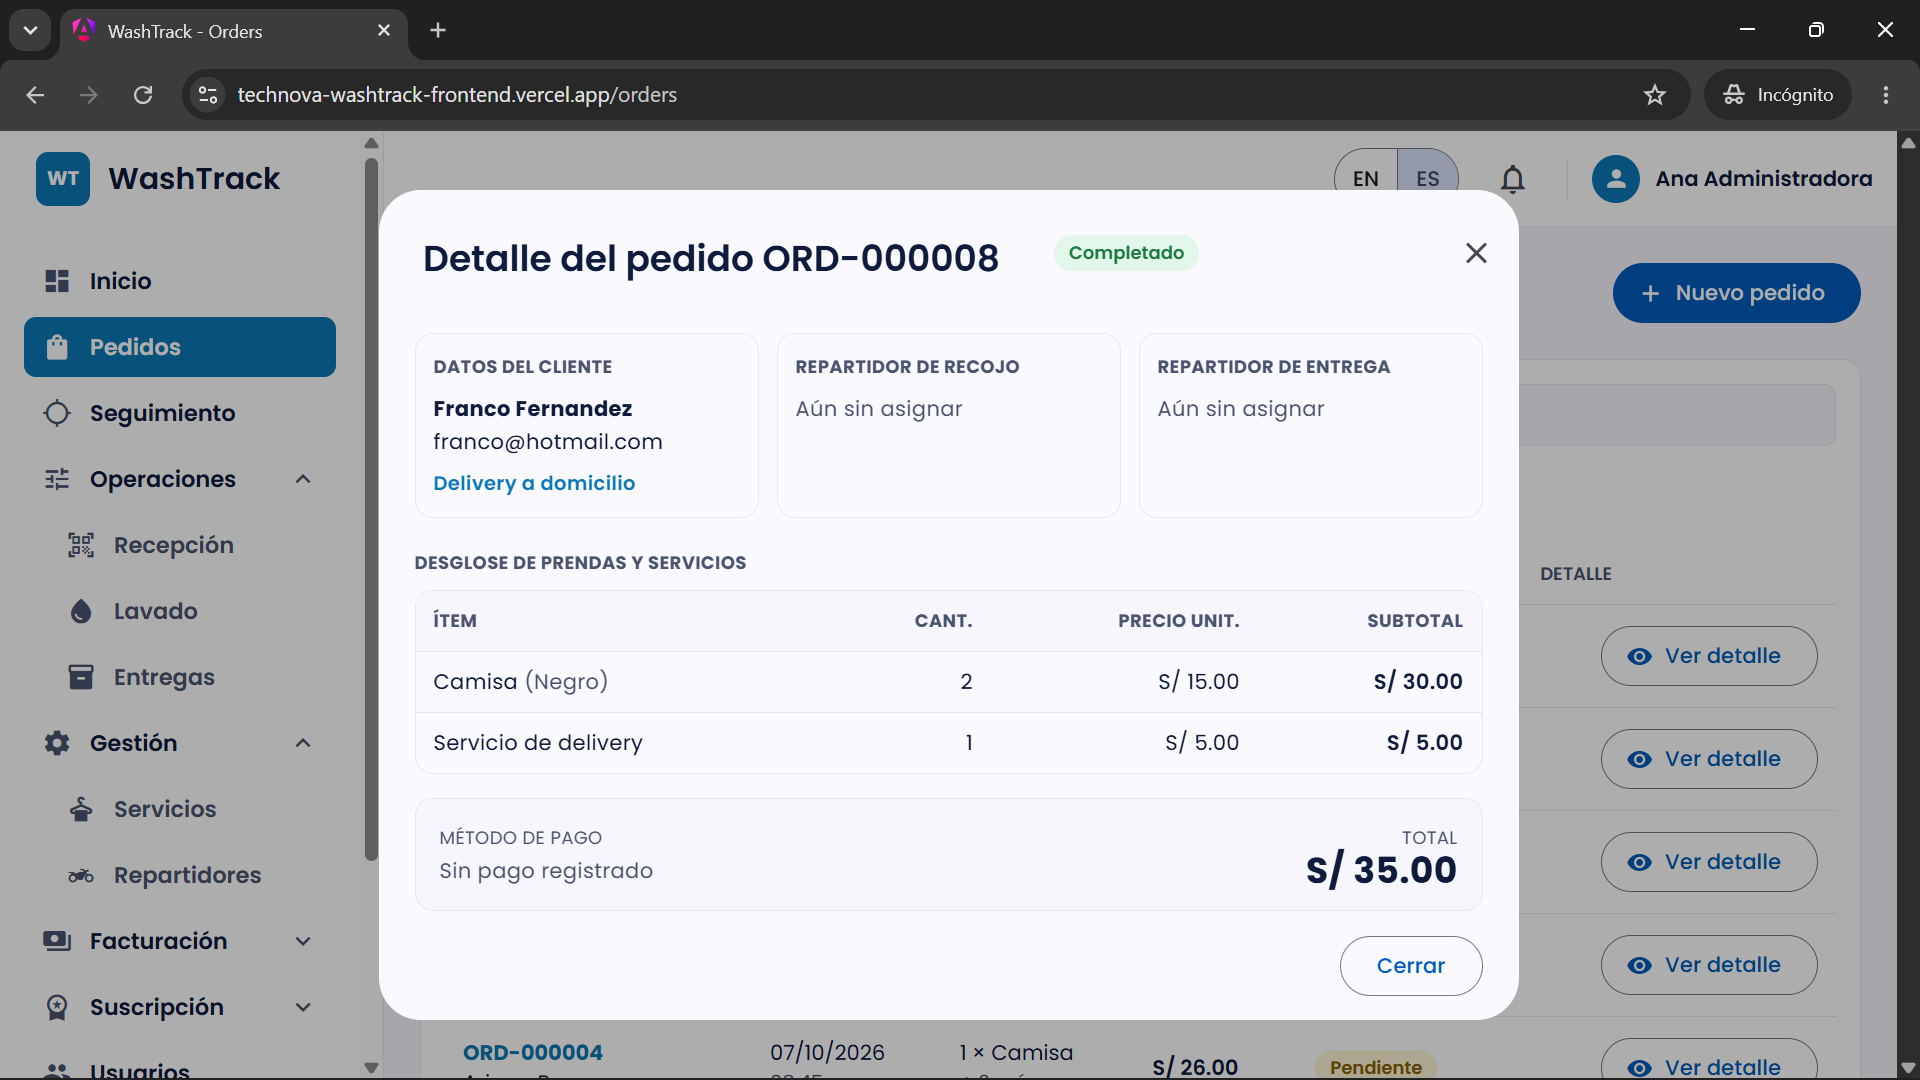 WashTrack - Orders
technova-washtrack-frontend.vercel.app/orders
Incógnito
WT
WashTrack
EN
ES
Ana Administradora
Inicio
Pedidos
Seguimiento
Operaciones
Recepción
Lavado
Entregas
Gestión
Servicios
Repartidores
Facturación
Suscripción
Usuarios
Nuevo pedido
Detalle del pedido ORD-000008
Completado
DATOS DEL CLIENTE
Franco Fernandez
franco@hotmail.com
Delivery a domicilio
REPARTIDOR DE RECOJO
Aún sin asignar
REPARTIDOR DE ENTREGA
Aún sin asignar
DESGLOSE DE PRENDAS Y SERVICIOS
ÍTEM CANT. PRECIO UNIT. SUBTOTAL
Camisa (Negro) 2 S/ 15.00 S/ 30.00
Servicio de delivery 1 S/ 5.00 S/ 5.00
MÉTODO DE PAGO
Sin pago registrado
TOTAL
S/ 35.00
Cerrar
DETALLE
Ver detalle
Ver detalle
Ver detalle
Ver detalle
ORD-000004 07/10/2026 1 × Camisa S/ 26.00 Pendiente Ver detalle